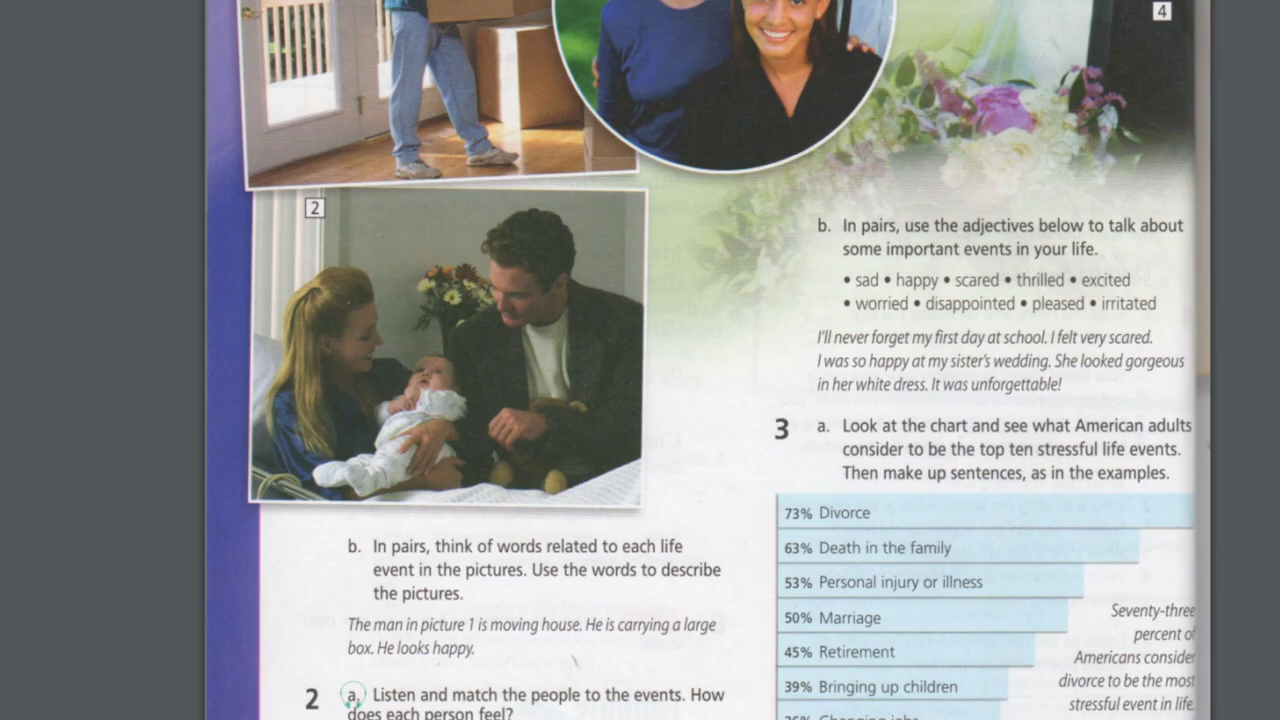 4
2
b. In pairs, use the adjectives below to talk about
some important events in your life.
• sad • happy • scared • thrilled • excited
• worried • disappointed • pleased • irritated
I'll never forget my first day at school. I felt very scared.
I was so happy at my sister's wedding. She looked gorgeous
in her white dress. It was unforgettable!
3 a. Look at the chart and see what American adults
consider to be the top ten stressful life events.
Then make up sentences, as in the examples.
73% Divorce
63% Death in the family
53% Personal injury or illness
50% Marriage
45% Retirement
39% Bringing up children
36% Changing jobs
Seventy-three
percent of
Americans consider
divorce to be the most
stressful event in life.
b. In pairs, think of words related to each life
event in the pictures. Use the words to describe
the pictures.
The man in picture 1 is moving house. He is carrying a large
box. He looks happy.
2 a. Listen and match the people to the events. How
does each person feel?